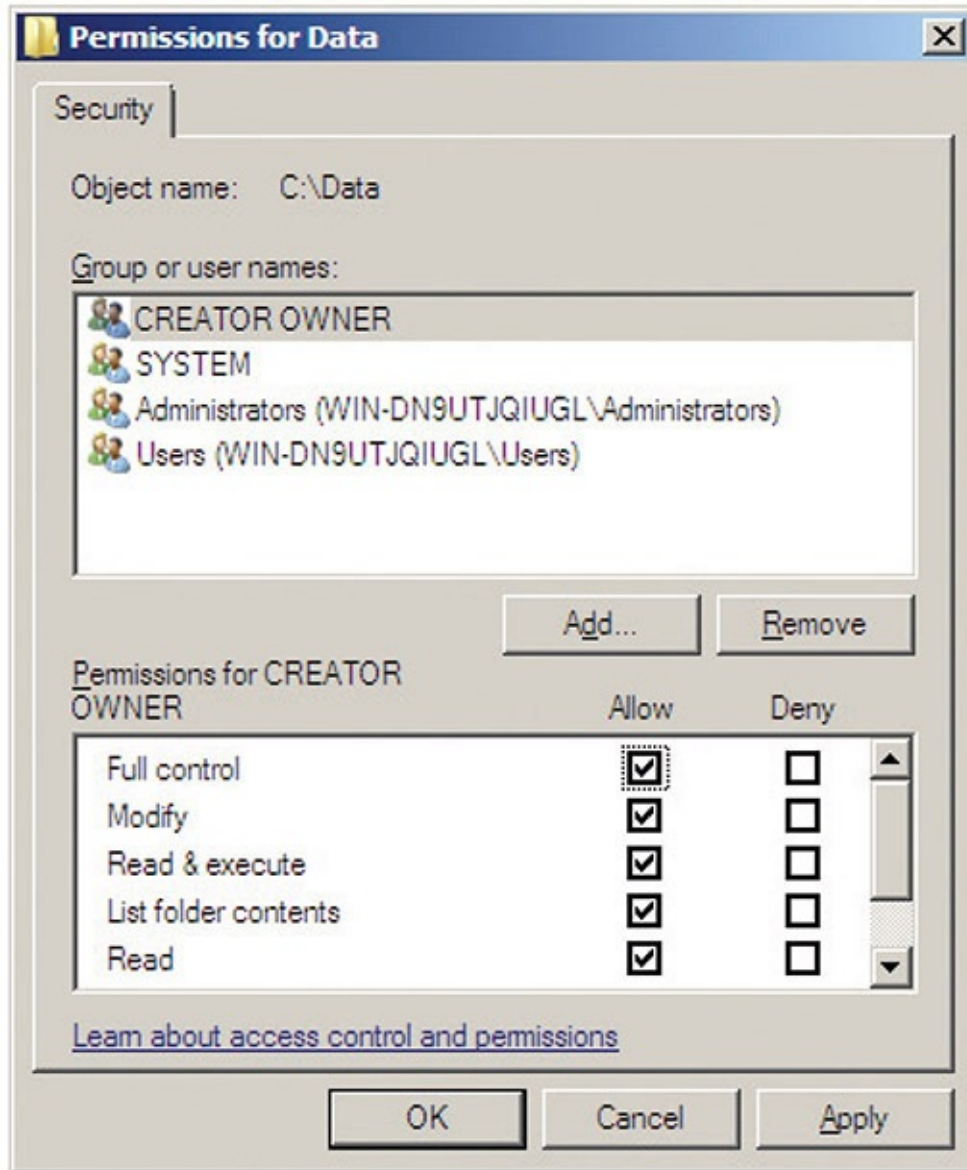 Permissions for Data
Security
Object name: C:\Data
Group or user names:
CREATOR OWNER
SYSTEM
Administrators (WIN-DN9UTJQIUGL\Administrators)
Users (WIN-DN9UTJQIUGL\Users)
Add... Remove
Permissions for CREATOR
OWNER Allow Deny
Full control
Modify
Read & execute
List folder contents
Read
Learn about access control and permissions
OK Cancel Apply